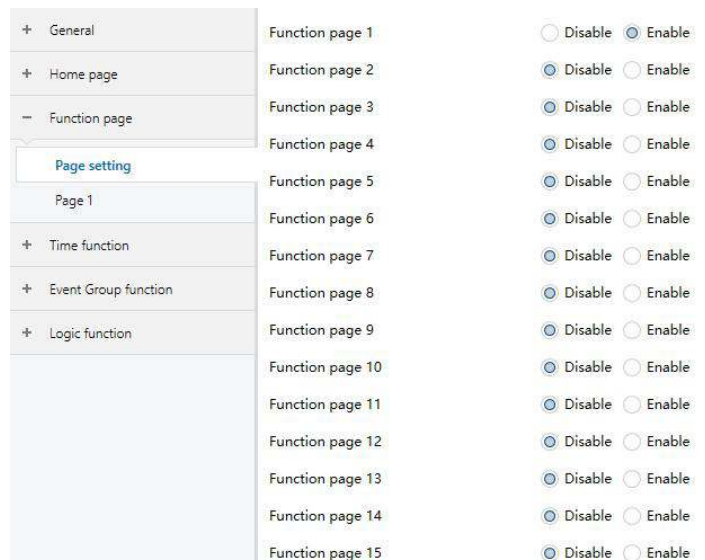 + General
+ Home page
− Function page
Page setting
Page 1
+ Time function
+ Event Group function
+ Logic function
Function page 1 Disable Enable
Function page 2 Disable Enable
Function page 3 Disable Enable
Function page 4 Disable Enable
Function page 5 Disable Enable
Function page 6 Disable Enable
Function page 7 Disable Enable
Function page 8 Disable Enable
Function page 9 Disable Enable
Function page 10 Disable Enable
Function page 11 Disable Enable
Function page 12 Disable Enable
Function page 13 Disable Enable
Function page 14 Disable Enable
Function page 15 Disable Enable